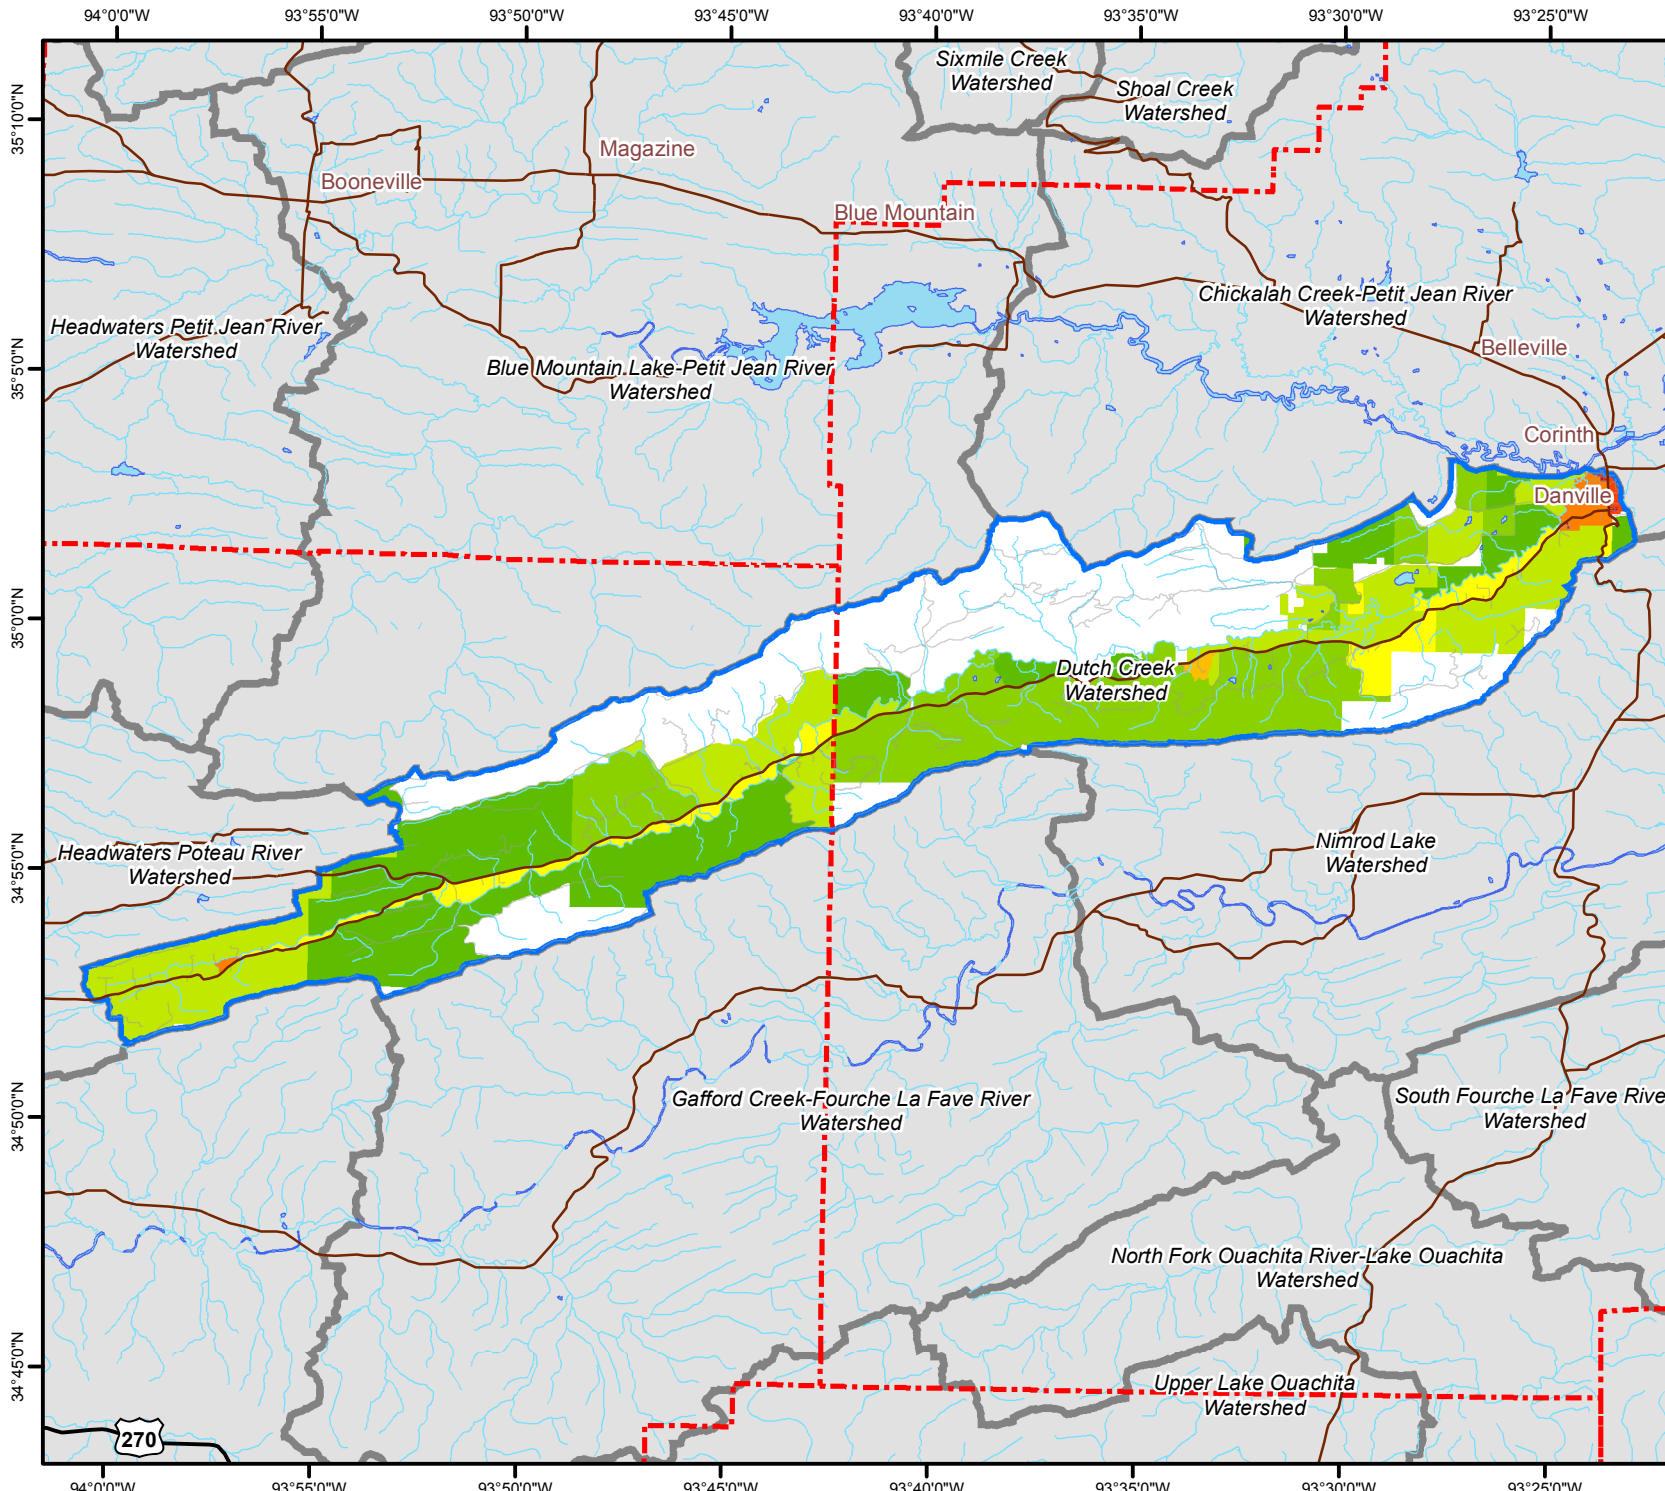 94°0'0"W
93°55'0"W
93°50'0"W
93°45'0"W
93°40'0"W
93°35'0"W
93°30'0"W
93°25'0"W
35°10'0"N
35°5'0"N
35°0'0"N
34°55'0"N
34°50'0"N
34°45'0"N
Sixmile Creek
Watershed
Shoal Creek
Watershed
Magazine
Booneville
Blue Mountain
Chickalah Creek-Petit Jean River
Watershed
Headwaters Petit Jean River
Watershed
Belleville
Blue Mountain Lake-Petit Jean River
Watershed
Corinth
Danville
Dutch Creek
Watershed
Nimrod Lake
Watershed
Headwaters Poteau River
Watershed
Gafford Creek-Fourche La Fave River
Watershed
South Fourche La Fave Rive
Watershed
North Fork Ouachita River-Lake Ouachita
Watershed
Upper Lake Ouachita
Watershed
270
94°0'0"W
93°55'0"W
93°50'0"W
93°45'0"W
93°40'0"W
93°35'0"W
93°30'0"W
93°25'0"W